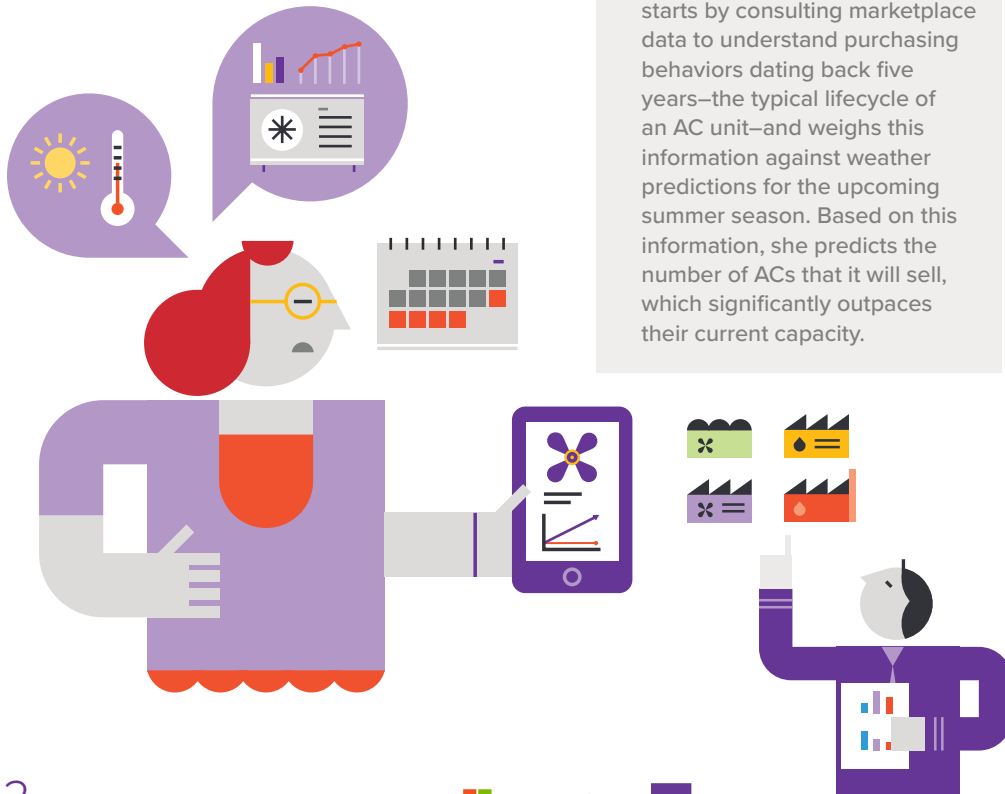 starts by consulting marketplace
data to understand purchasing
behaviors dating back five
years–the typical lifecycle of
an AC unit–and weighs this
information against weather
predictions for the upcoming
summer season. Based on this
information, she predicts the
number of ACs that it will sell,
which significantly outpaces
their current capacity.